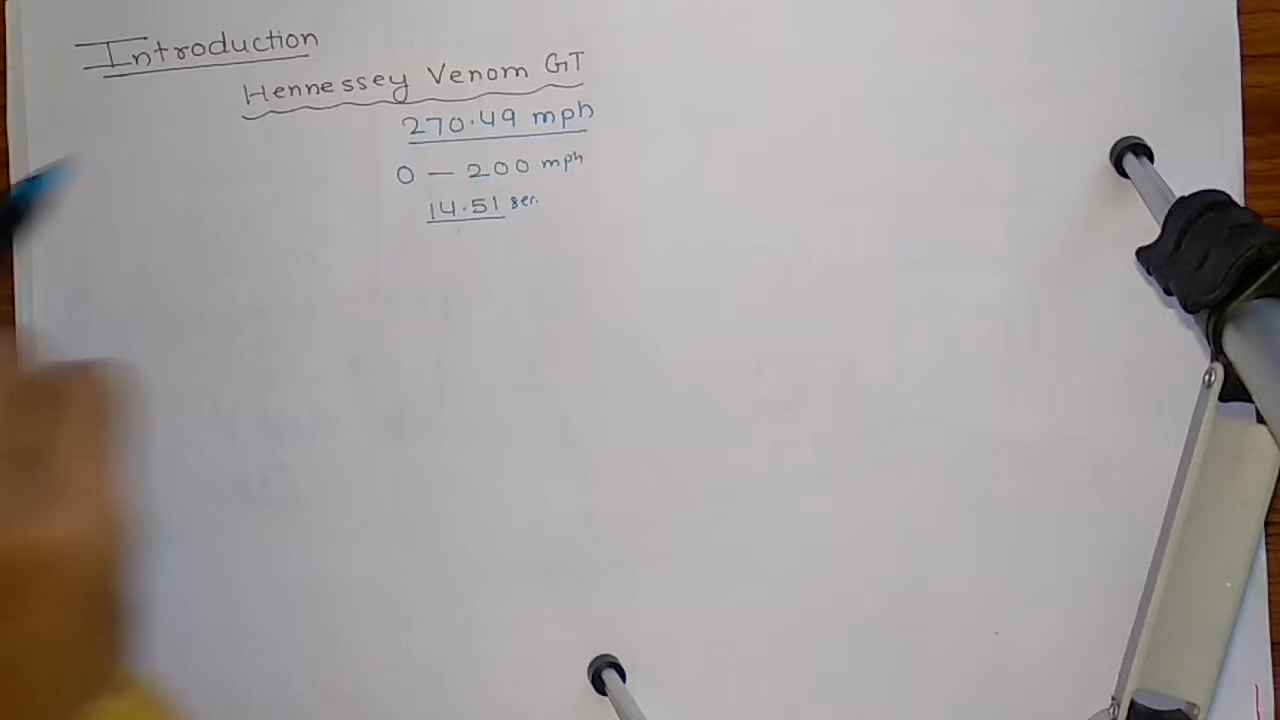 Introduction
Hennessey Venom GT
270.49 mph
0 - 200 mph
14.51 sec.